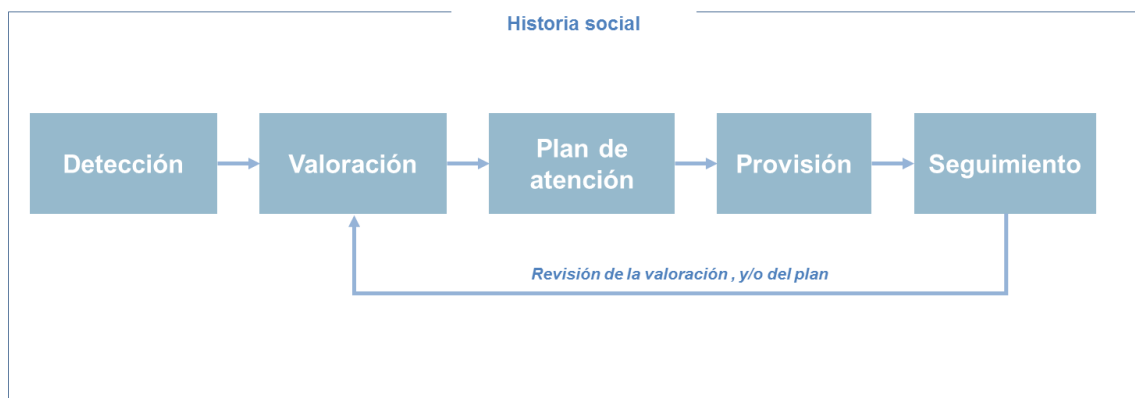 Historia social
Detección
Valoración
Plan de
atención
Provisión
Seguimiento
Revisión de la valoración , y/o del plan